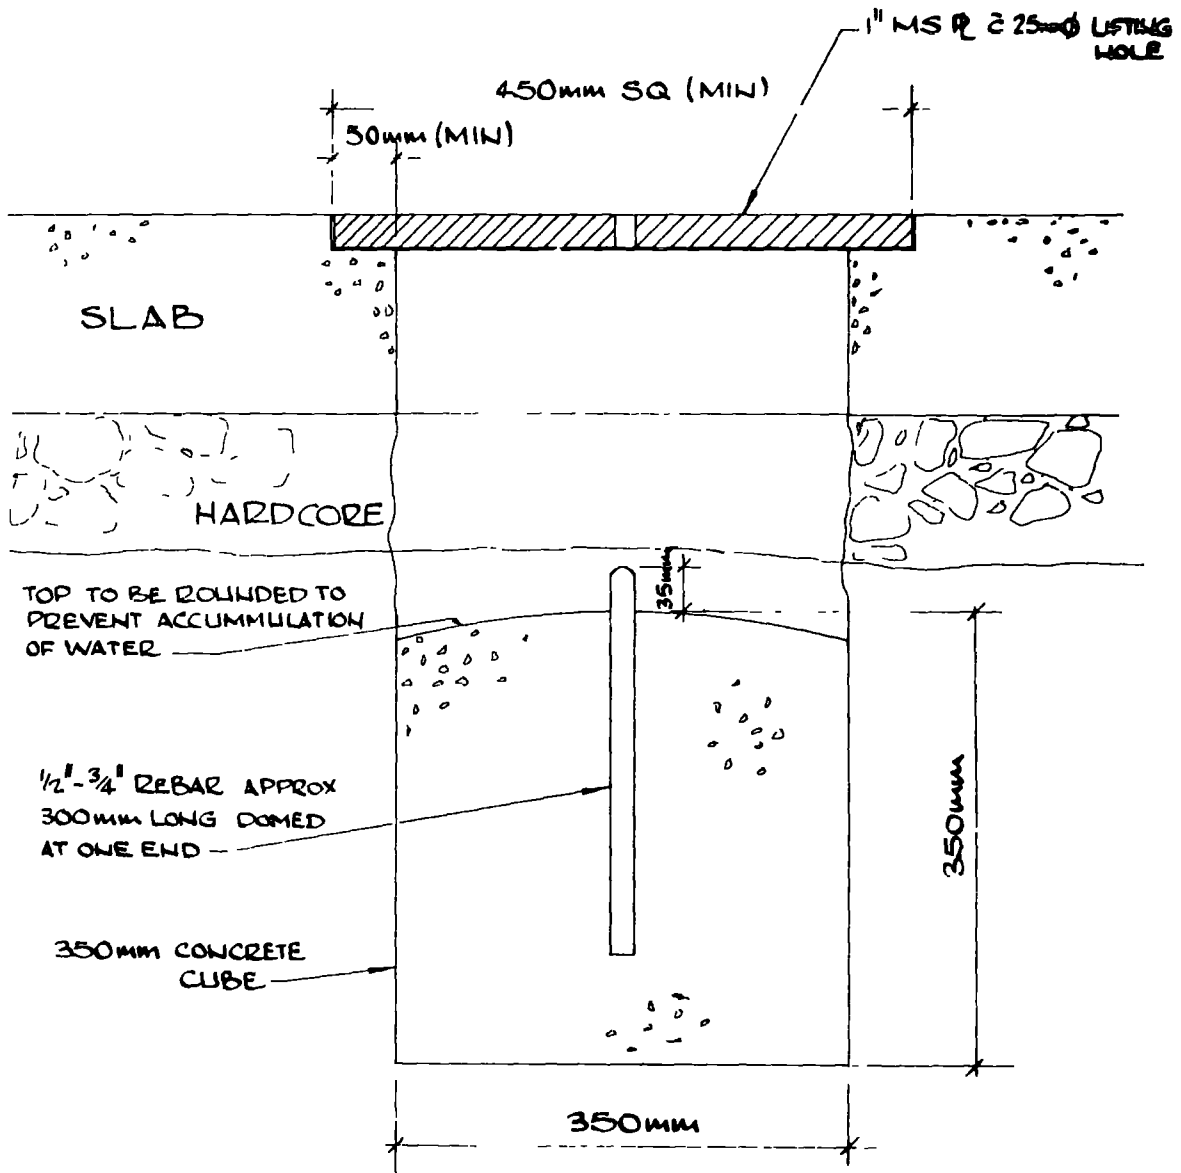 1" MS PL C̄ 25mmØ LISTING
HOLE
450mm SQ (MIN)
50mm (MIN)
SLAB
HARDCORE
35mm
TOP TO BE ROUNDED TO
PREVENT ACCUMMULATION
OF WATER
1/2"-3/4" REBAR APPROX
300mm LONG DOMED
AT ONE END
350mm
350mm CONCRETE
CUBE
350mm